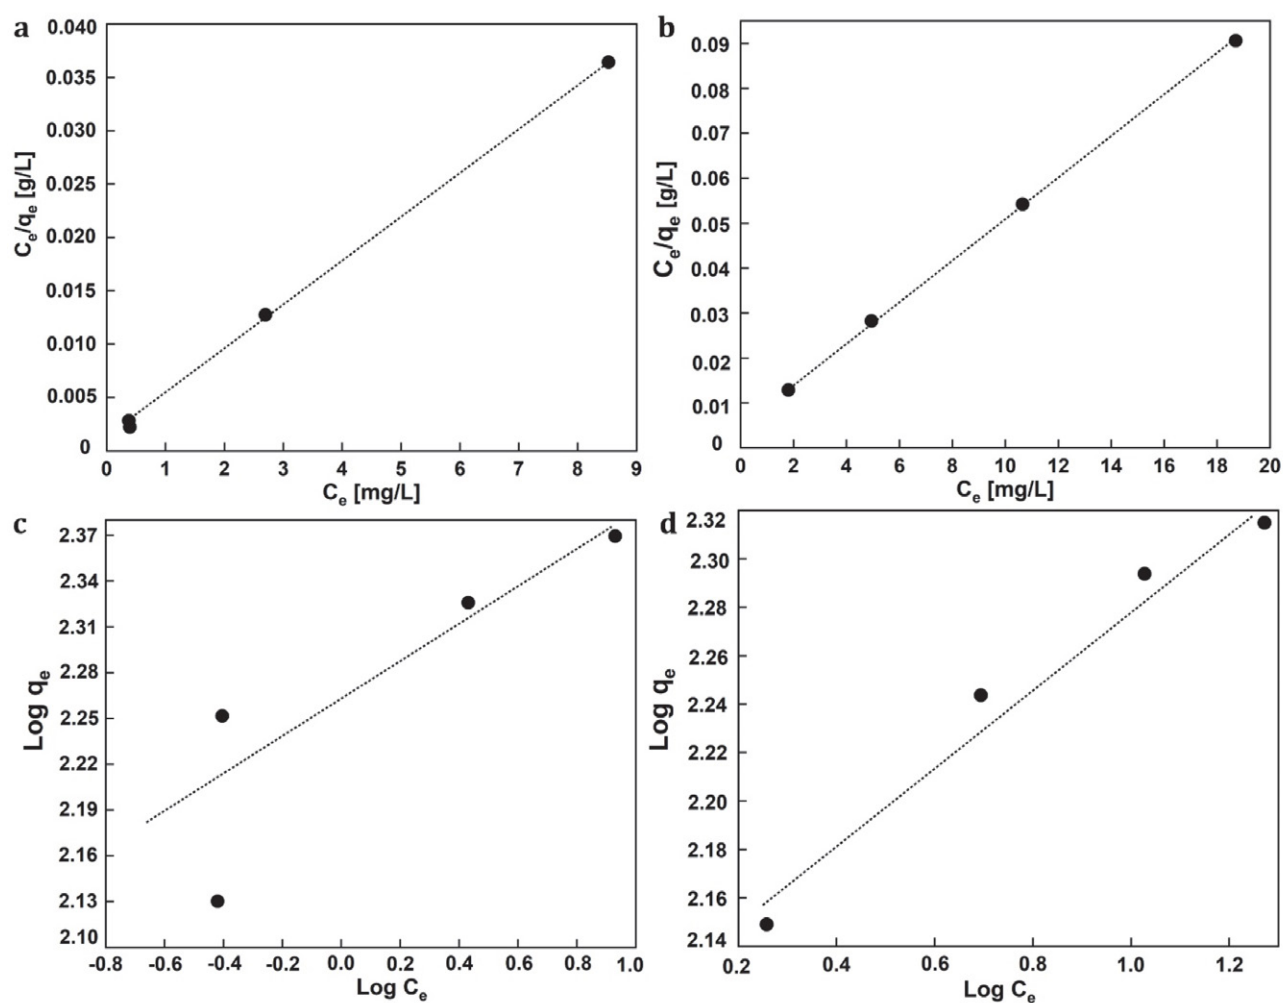 a
0.040
0.035
0.030
0.025
0.020
0.015
0.010
0.005
0
Ce/qe [g/L]
0 1 2 3 4 5 6 7 8 9
Ce [mg/L]
b
0.09
0.08
0.07
0.06
0.05
0.04
0.03
0.02
0.01
0
Ce/qe [g/L]
0 2 4 6 8 10 12 14 16 18 20
Ce [mg/L]
c
2.37
2.34
2.31
2.28
2.25
2.22
2.19
2.16
2.13
2.10
Log qe
-0.8 -0.6 -0.4 -0.2 0.0 0.2 0.4 0.6 0.8 1.0
Log Ce
d
2.32
2.30
2.28
2.26
2.24
2.22
2.20
2.18
2.16
2.14
Log qe
0.2 0.4 0.6 0.8 1.0 1.2
Log Ce